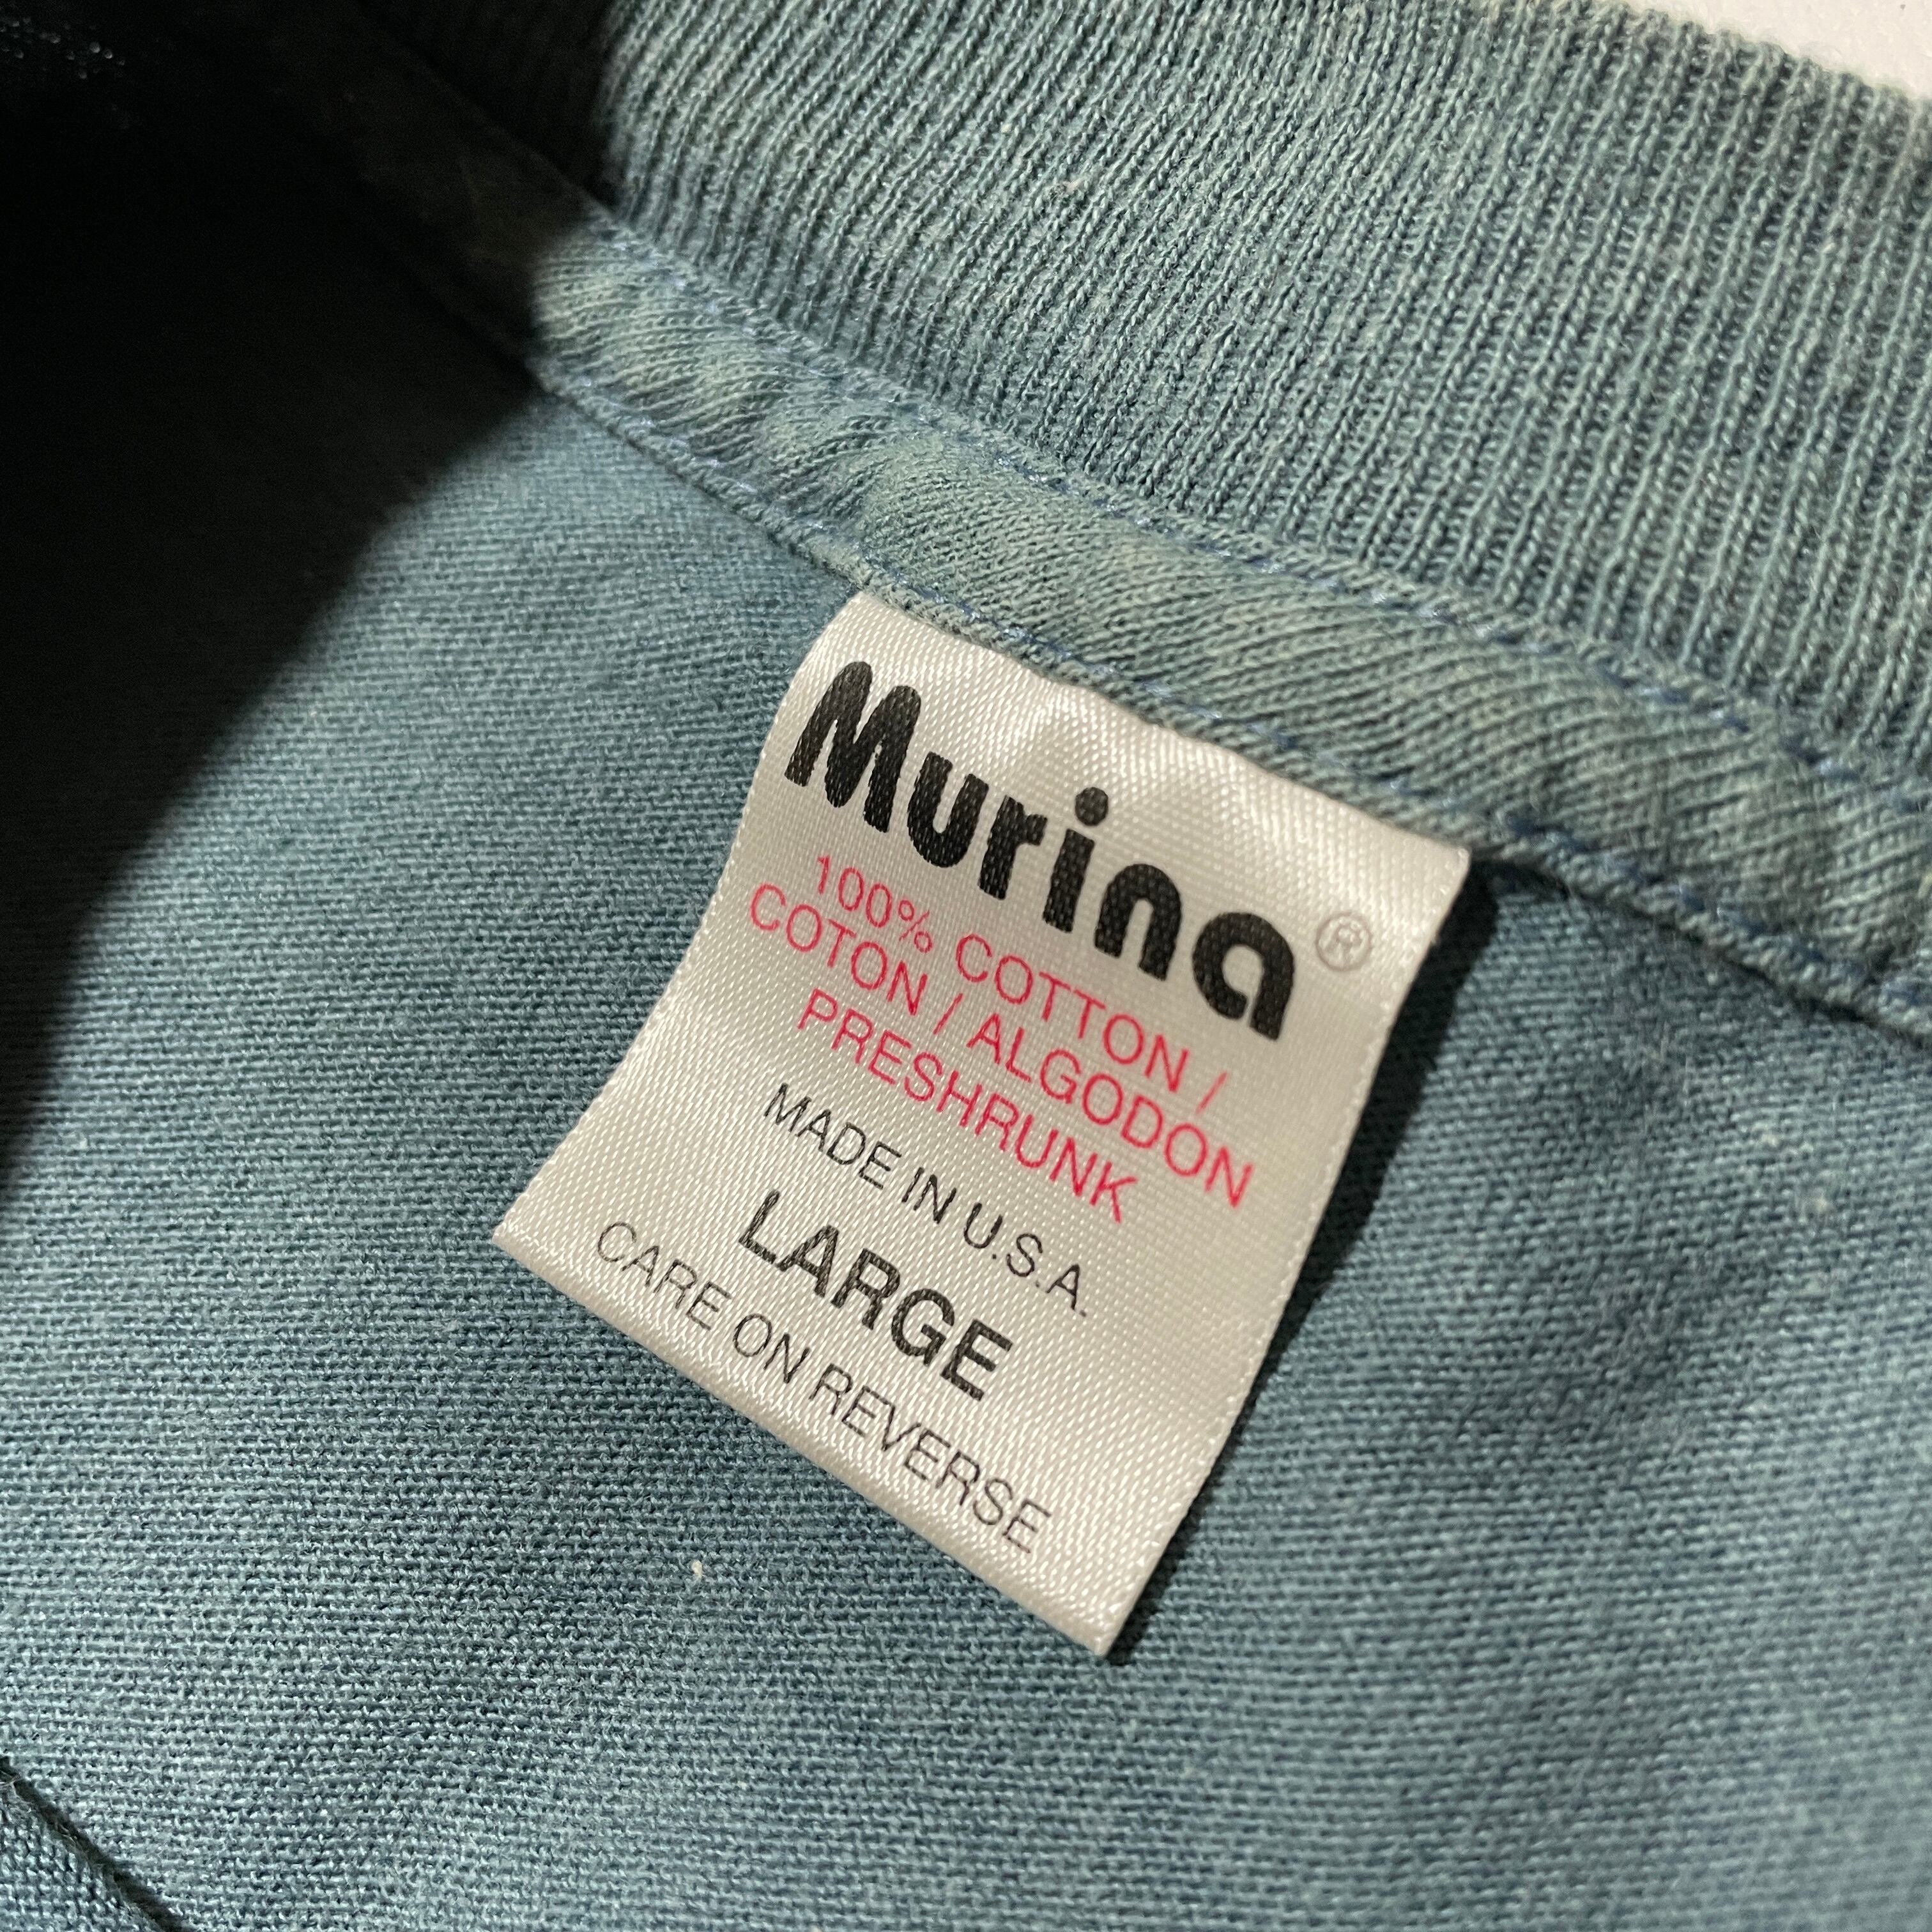 Murina®
100% COTTON /
COTON / ALGODON
PRESHRUNK
MADE IN U.S.A.
LARGE
CARE ON REVERSE